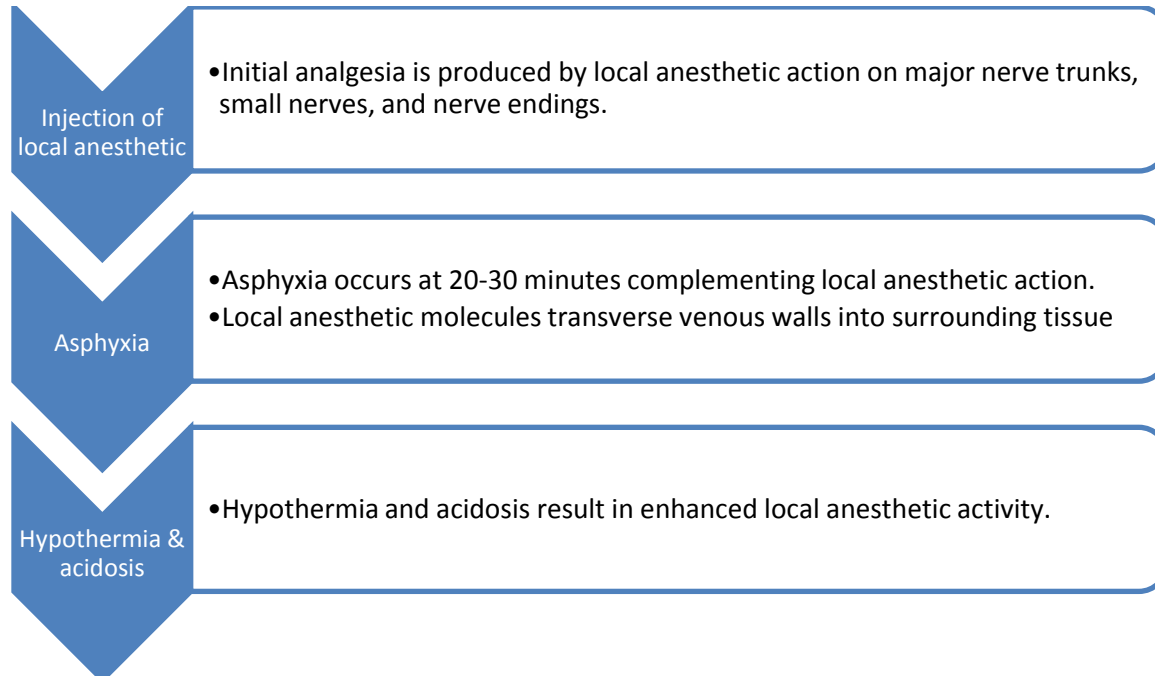 Injection of
local anesthetic
•Initial analgesia is produced by local anesthetic action on major nerve trunks,
small nerves, and nerve endings.
Asphyxia
•Asphyxia occurs at 20-30 minutes complementing local anesthetic action.
•Local anesthetic molecules transverse venous walls into surrounding tissue
Hypothermia &
acidosis
•Hypothermia and acidosis result in enhanced local anesthetic activity.